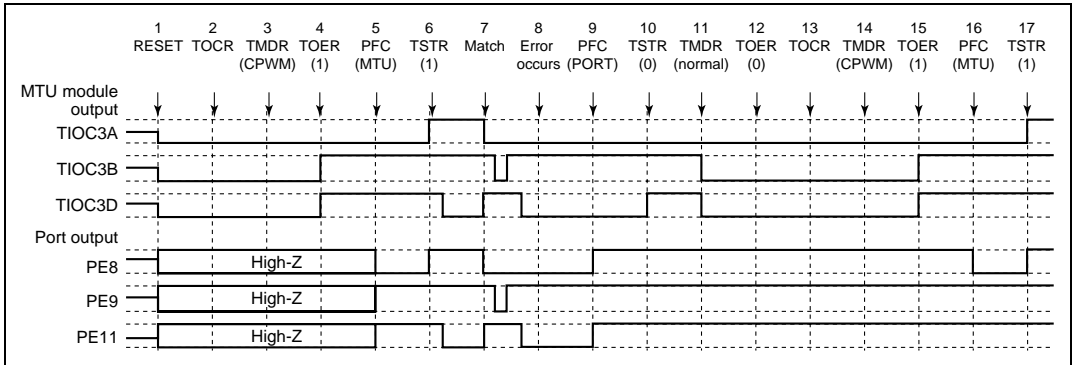 1 2 3 4 5 6 7 8 9 10 11 12 13 14 15 16 17
RESET TOCR TMDR TOER PFC TSTR Match Error PFC TSTR TMDR TOER TOCR TMDR TOER PFC TSTR
(CPWM) (1) (MTU) (1) occurs (PORT) (0) (normal) (0) (CPWM) (1) (MTU) (1)
MTU module
output
TIOC3A
TIOC3B
TIOC3D
Port output
PE8 High-Z
PE9 High-Z
PE11 High-Z